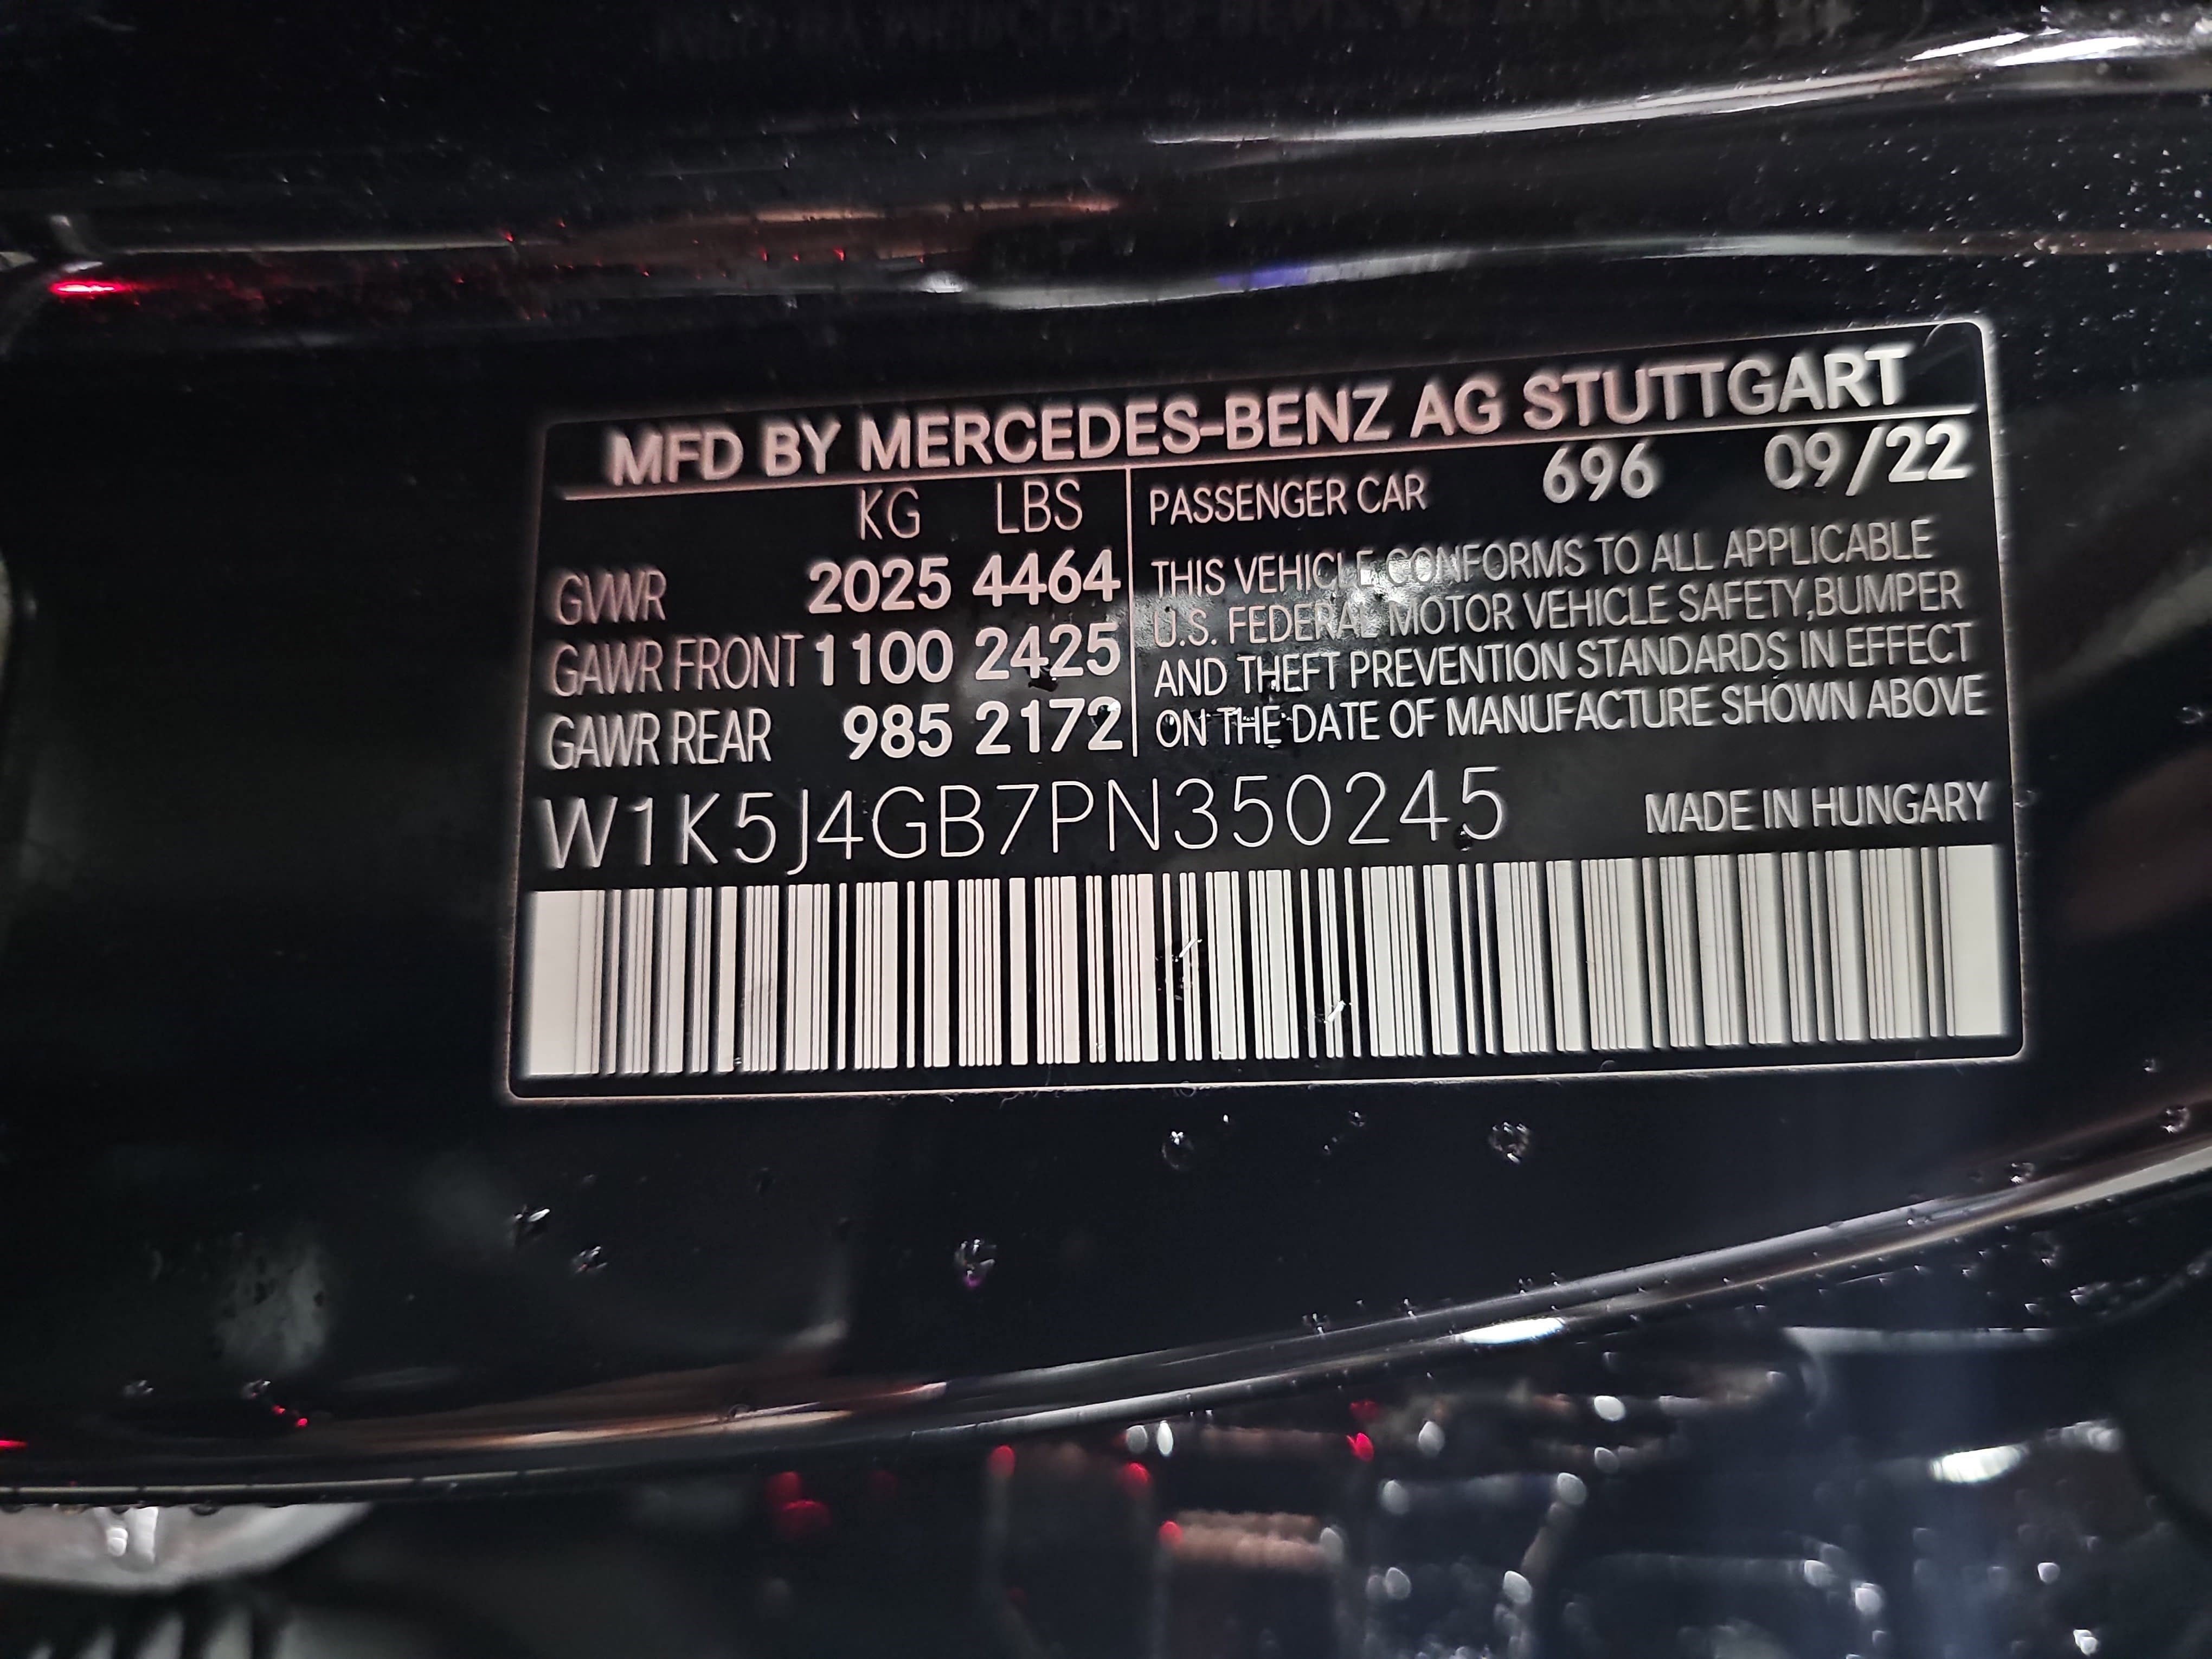 MFD BY MERCEDES-BENZ AG STUTTGART
KG LBS
GVWR 2025 4464
GAWR FRONT 1100 2425
GAWR REAR 985 2172
PASSENGER CAR 696 09/22
THIS VEHICLE CONFORMS TO ALL APPLICABLE
U.S. FEDERAL MOTOR VEHICLE SAFETY,BUMPER
AND THEFT PREVENTION STANDARDS IN EFFECT
ON THE DATE OF MANUFACTURE SHOWN ABOVE
W1K5J4GB7PN350245
MADE IN HUNGARY